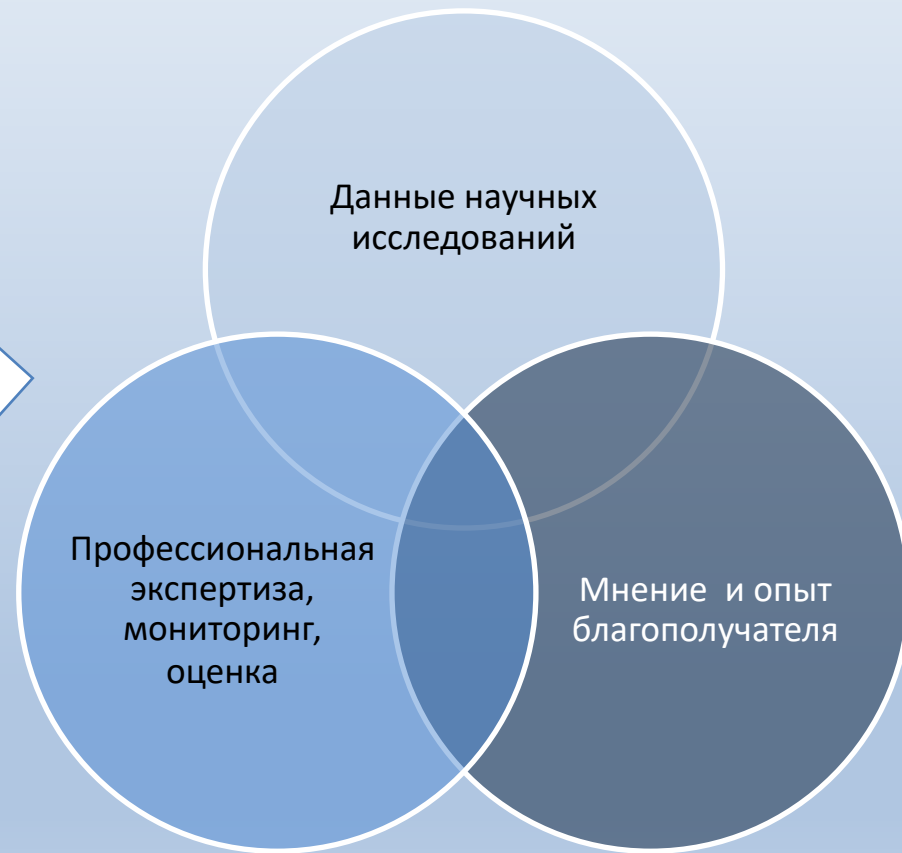 Данные научных
исследований
Профессиональная
экспертиза,
мониторинг,
оценка
Мнение  и опыт
благополучателя